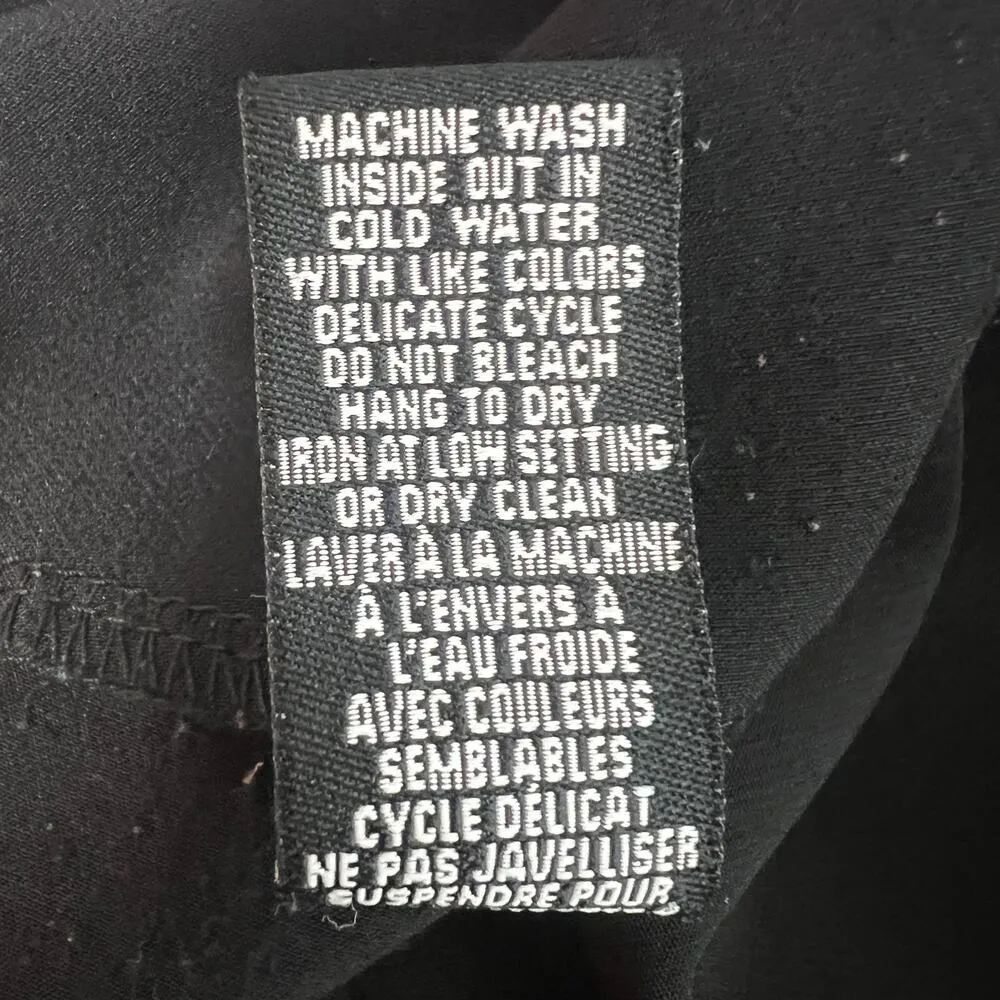 MACHINE WASH
INSIDE OUT IN
COLD WATER
WITH LIKE COLORS
DELICATE CYCLE
DO NOT BLEACH
HANG TO DRY
IRON AT LOW SETTING
OR DRY CLEAN
LAVER À LA MACHINE
À L'ENVERS À
L'EAU FROIDE
AVEC COULEURS
SEMBLABLES
CYCLE DÉLICAT
NE PAS JAVELLISER
SUSPENDRE POUR